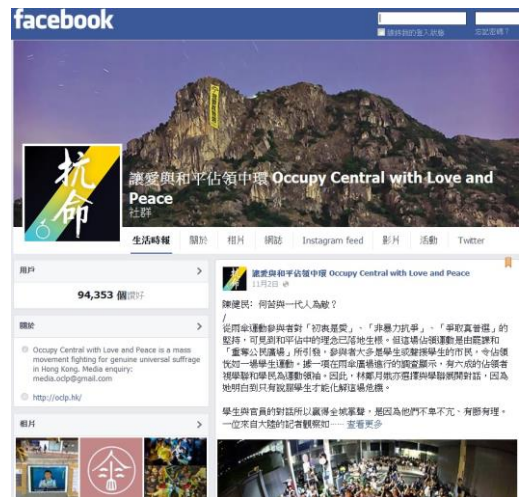 facebook
讓我的登入狀態
忘記密碼?
抗命
讓愛與和平佔領中環 Occupy Central with Love and
Peace
社群
生活時報
關於
相片
網誌
Instagram feed
影片
活動
Twitter
用戶
94,353 個讚好
關於
Occupy Central with Love and Peace is a mass
movement fighting for genuine universal suffrage
in Hong Kong. Media enquiry:
media.oclp@gmail.com
http://oclp.hk/
相片
讓愛與和平佔領中環 Occupy Central with Love and Peace
11月2日
陳健民:何苦與一代人為敵?
/
從雨傘運動參與者對「初衷是愛」、「非暴力抗爭」、「爭取真普選」的
堅持,可見到和平佔中的理念已落地生根。但這場佔領運動是由罷課和
「重奪公民廣場」所引發,參與者大多是學生或聲援學生的市民,令佔領
恍如一場學生運動。據一項在雨傘廣場進行的調查顯示,有六成的佔領者
視學聯和學民為運動領袖。因此,林鄭月娥亦選擇與學聯展開對話,因為
她明白到只有說服學生才能化解這場危機。
學生與官員的對話所以贏得全城掌聲,是因為他們不卑不亢、有節有理。
一位來自大陸的記者觀察如…… 查看更多